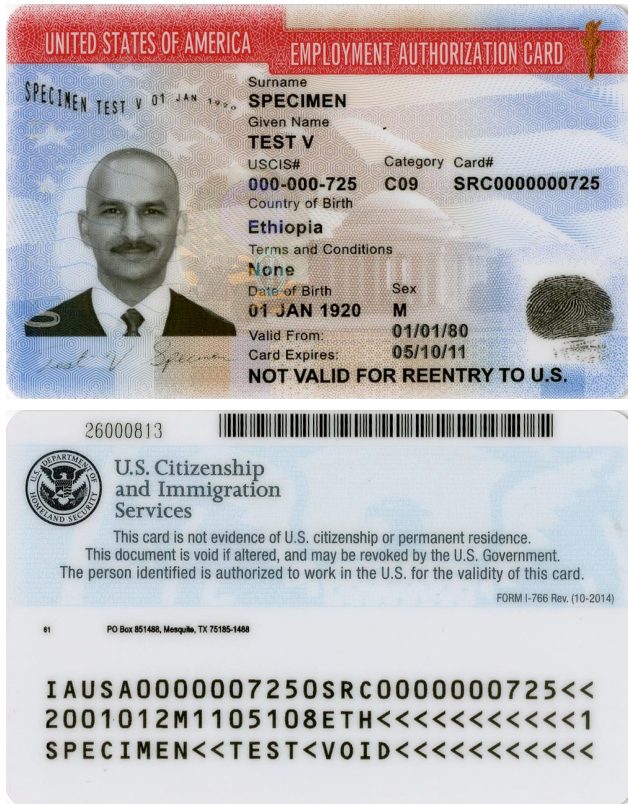 UNITED STATES OF AMERICA EMPLOYMENT AUTHORIZATION CARD
SPECIMEN TEST V 01 JAN 1920
Surname
SPECIMEN
Given Name
TEST V
USCIS# Category Card#
000-000-725 C09 SRC0000000725
Country of Birth
Ethiopia
Terms and Conditions
None
Date of Birth Sex
01 JAN 1920 M
Valid From: 01/01/80
Card Expires: 05/10/11
NOT VALID FOR REENTRY TO U.S.
Test V Specimen
26000813
U.S. DEPARTMENT OF HOMELAND SECURITY
U.S. Citizenship
and Immigration
Services
This card is not evidence of U.S. citizenship or permanent residence.
This document is void if altered, and may be revoked by the U.S. Government.
The person identified is authorized to work in the U.S. for the validity of this card.
FORM I-766 Rev. (10-2014)
81 PO Box 851488, Mesquite, TX 75185-1488
IAUSA0000007250SRC0000000725<<
2001012M1105108ETH<<<<<<<<<<<1
SPECIMEN<<TEST<VOID<<<<<<<<<<<